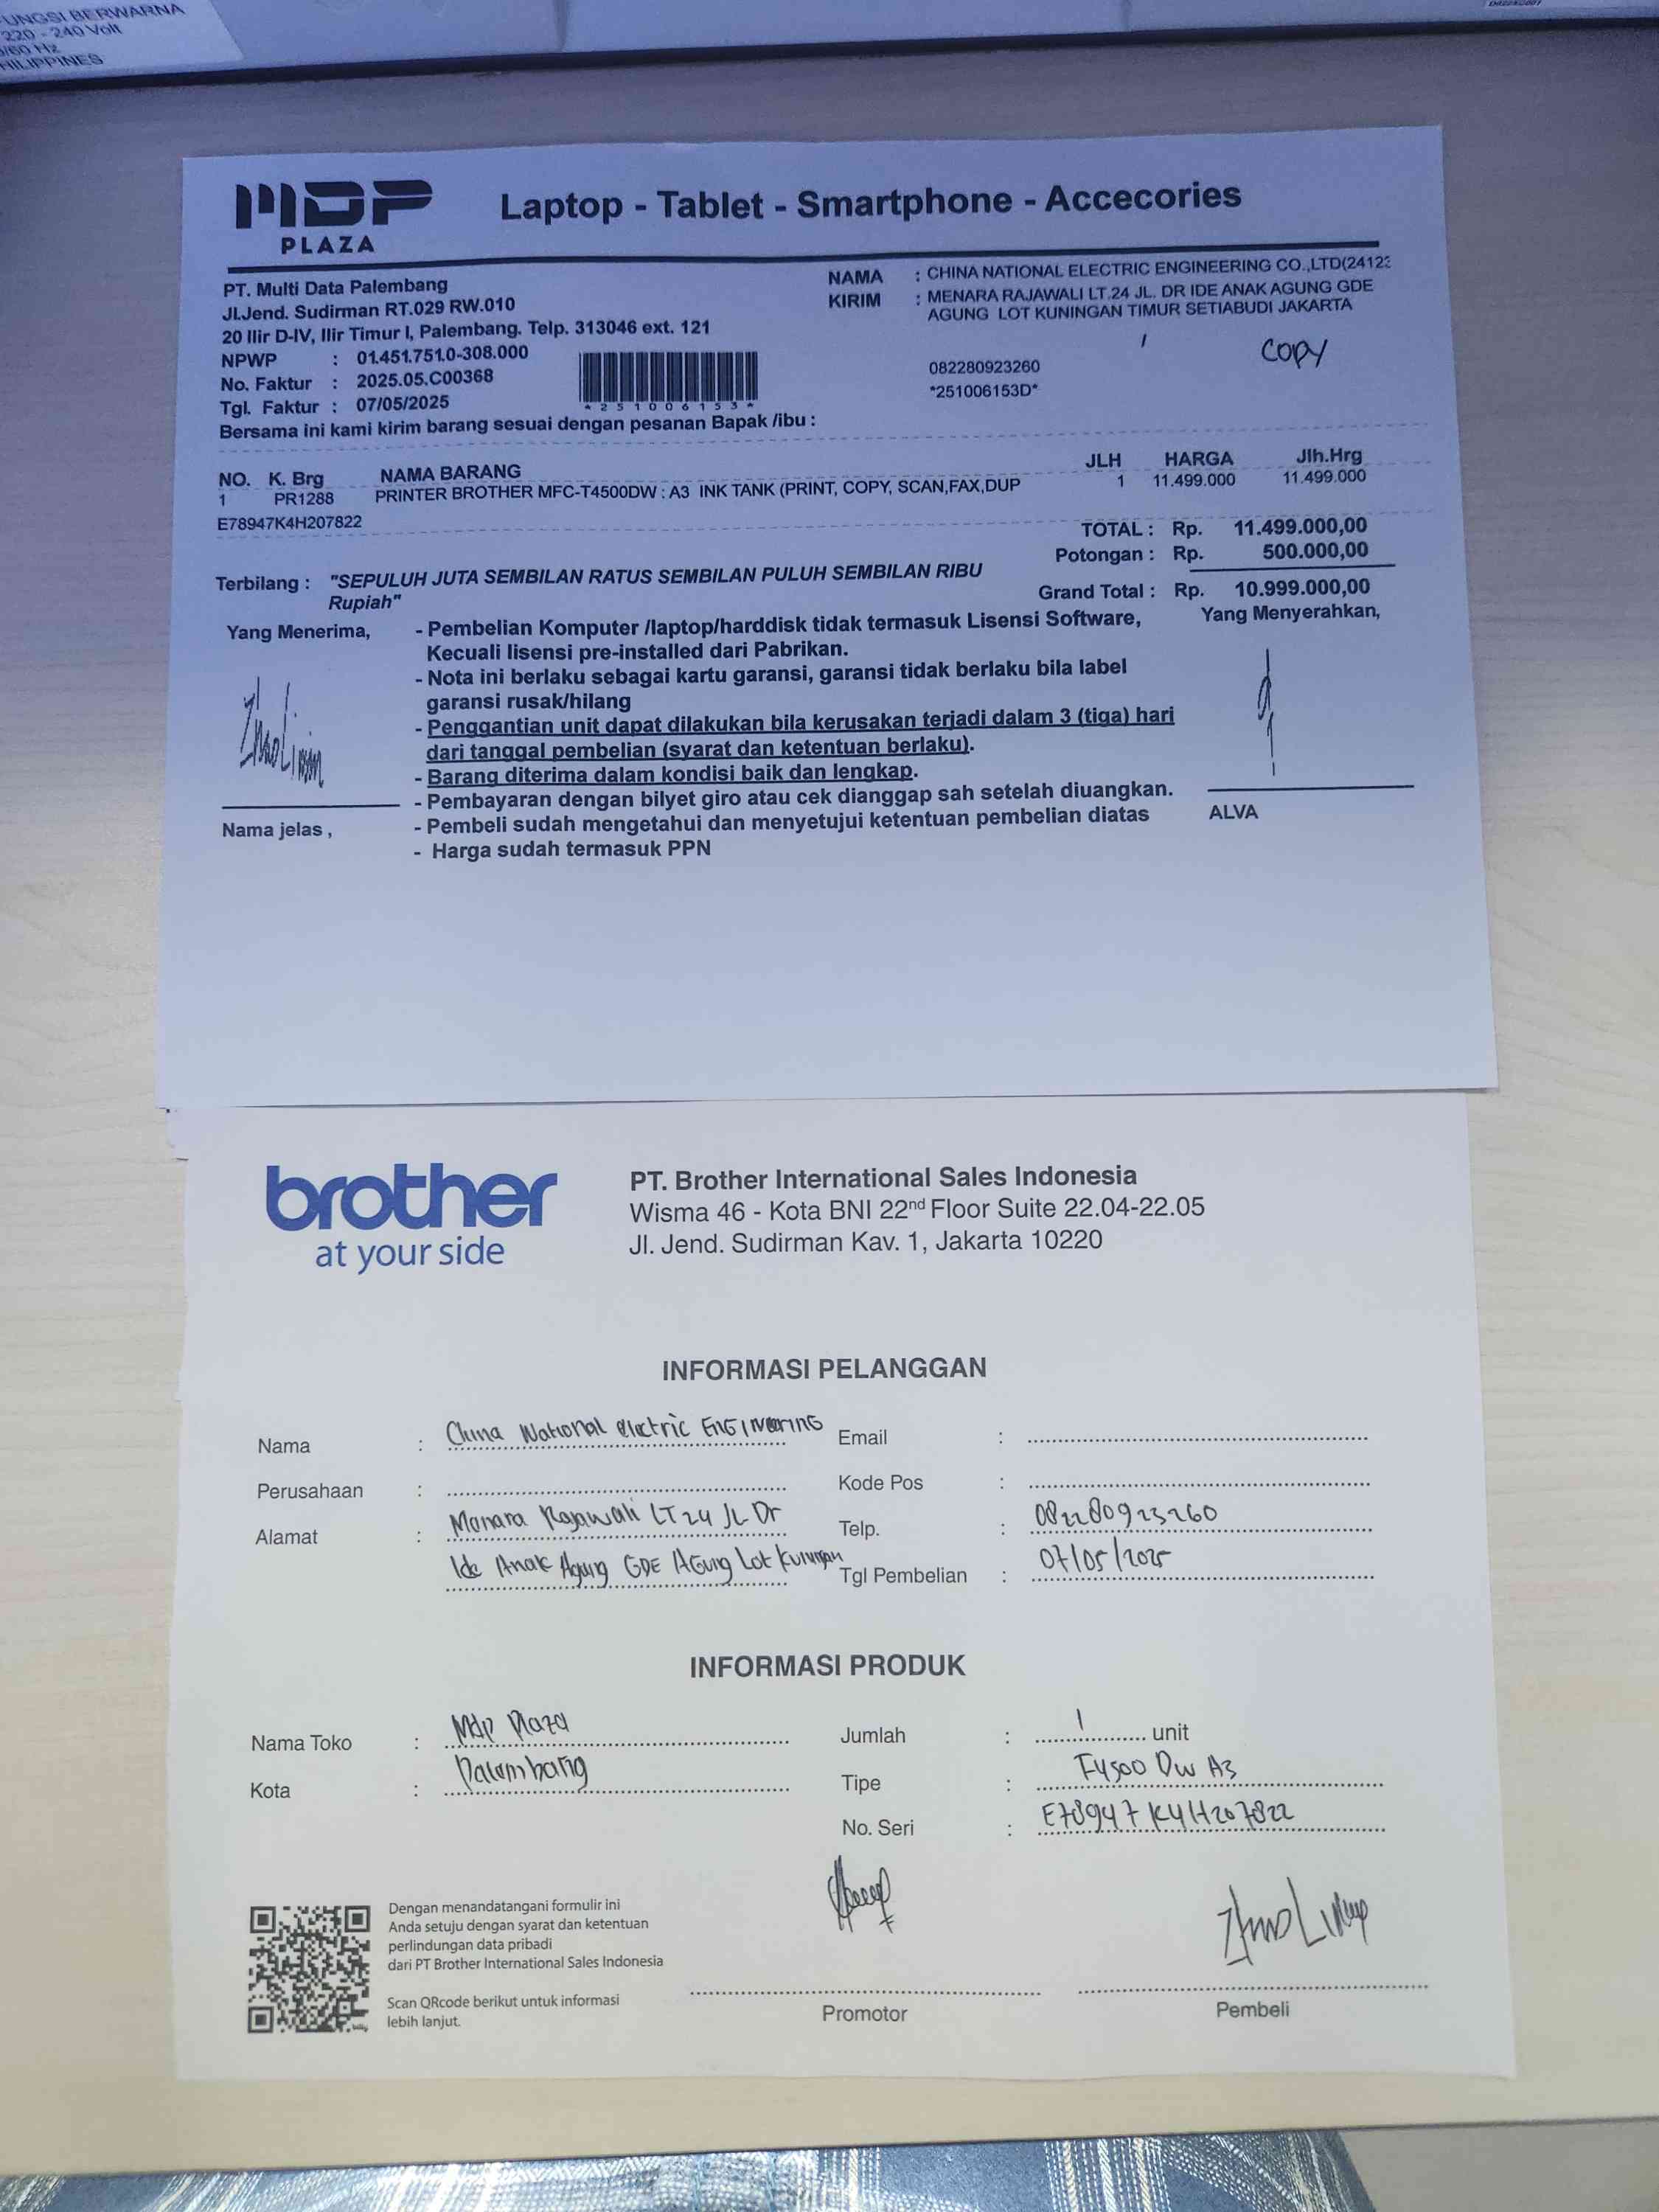 UNGSI BERWARNA
220 - 240 Volt
/60 Hz
HILIPPINES
MDP
PLAZA
Laptop - Tablet - Smartphone - Accecories
PT. Multi Data Palembang
Jl.Jend. Sudirman RT.029 RW.010
20 Ilir D-IV, Ilir Timur I, Palembang. Telp. 313046 ext. 121
NPWP : 01.451.751.0-308.000
No. Faktur : 2025.05.C00368
Tgl. Faktur : 07/05/2025
*251006153*
NAMA : CHINA NATIONAL ELECTRIC ENGINEERING CO.,LTD(2412
KIRIM : MENARA RAJAWALI LT.24 JL. DR IDE ANAK AGUNG GDE
AGUNG LOT KUNINGAN TIMUR SETIABUDI JAKARTA
/
copy
082280923260
*251006153D*
Bersama ini kami kirim barang sesuai dengan pesanan Bapak /ibu :
NO. K. Brg NAMA BARANG JLH HARGA Jlh.Hrg
1 PR1288 PRINTER BROTHER MFC-T4500DW : A3 INK TANK (PRINT, COPY, SCAN,FAX,DUP 1 11.499.000 11.499.000
E78947K4H207822
TOTAL : Rp. 11.499.000,00
Potongan : Rp. 500.000,00
Grand Total : Rp. 10.999.000,00
Terbilang : "SEPULUH JUTA SEMBILAN RATUS SEMBILAN PULUH SEMBILAN RIBU
Rupiah"
Yang Menerima,
- Pembelian Komputer /laptop/harddisk tidak termasuk Lisensi Software,
Kecuali lisensi pre-installed dari Pabrikan.
- Nota ini berlaku sebagai kartu garansi, garansi tidak berlaku bila label
garansi rusak/hilang
- Penggantian unit dapat dilakukan bila kerusakan terjadi dalam 3 (tiga) hari
dari tanggal pembelian (syarat dan ketentuan berlaku).
- Barang diterima dalam kondisi baik dan lengkap.
- Pembayaran dengan bilyet giro atau cek dianggap sah setelah diuangkan.
- Pembeli sudah mengetahui dan menyetujui ketentuan pembelian diatas
- Harga sudah termasuk PPN
Yang Menyerahkan,
Nama jelas ,
ALVA
brother
at your side
PT. Brother International Sales Indonesia
Wisma 46 - Kota BNI 22nd Floor Suite 22.04-22.05
Jl. Jend. Sudirman Kav. 1, Jakarta 10220
INFORMASI PELANGGAN
Nama : China National electric ENGINeerING
Perusahaan :
Alamat : Menara Rajawali LT 24 JL Dr
Ide Anak Agung GDE AGung Lot Kuningan
Email :
Kode Pos :
Telp. : 082280923260
Tgl Pembelian : 07/05/2025
INFORMASI PRODUK
Nama Toko : Mdp Plaza
Kota : Palembang
Jumlah : 1 unit
Tipe : T4500 Dw A3
No. Seri : E78947K4H207822
Dengan menandatangani formulir ini
Anda setuju dengan syarat dan ketentuan
perlindungan data pribadi
dari PT Brother International Sales Indonesia
Scan QRcode berikut untuk informasi
lebih lanjut.
Promotor
Pembeli